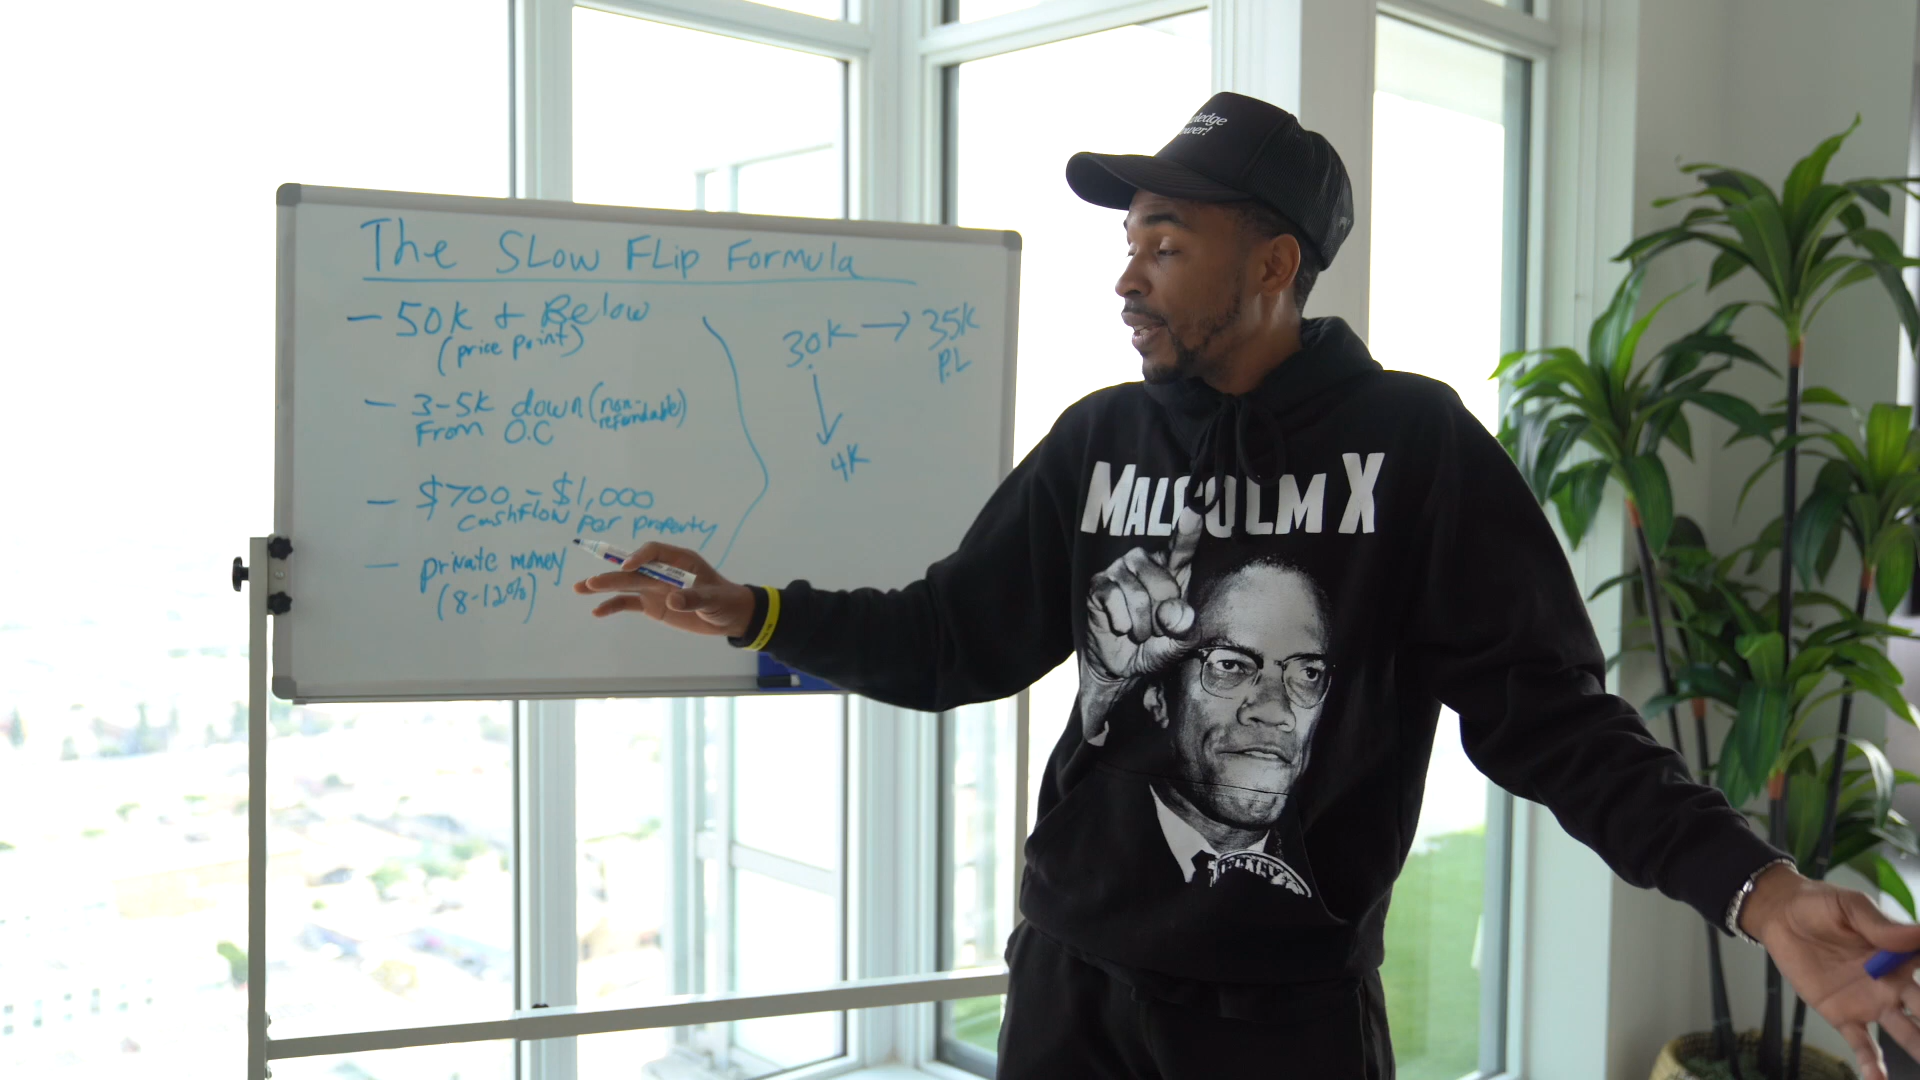 The SLow FLip Formula
- 50K + Below
(price point)
- 3-5K down (non-refundable)
From O.C
- $700 - $1,000
cashflow per property
- private money
(8-12%)
30K → 35K
P.L
4K
MALCOLM X